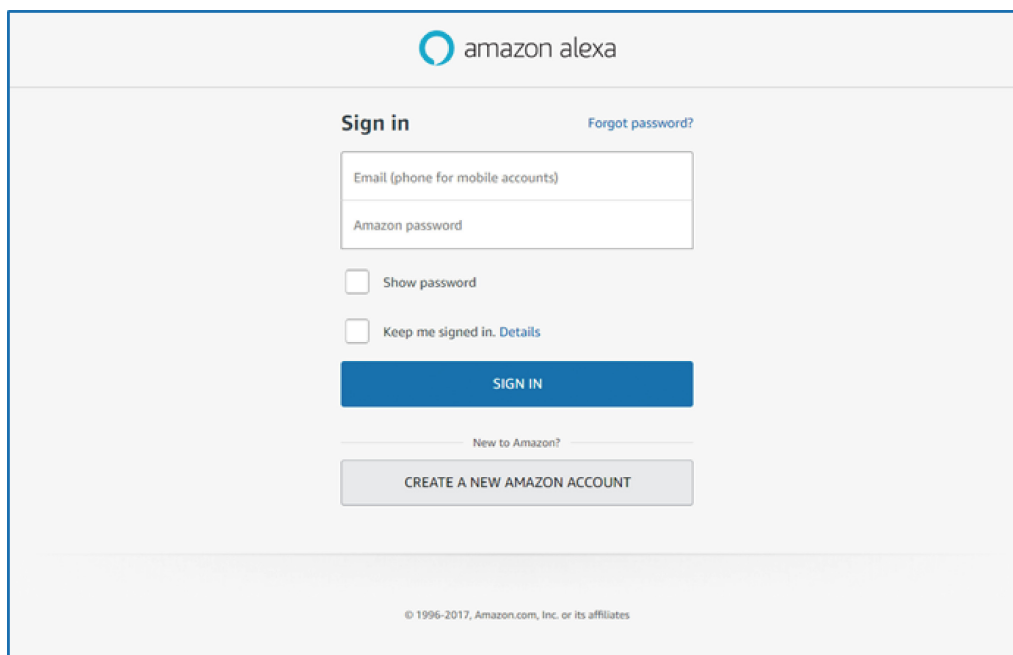 amazon alexa
Sign in
Forgot password?
Email (phone for mobile accounts)
Amazon password
Show password
Keep me signed in. Details
SIGN IN
New to Amazon?
CREATE A NEW AMAZON ACCOUNT
© 1996-2017, Amazon.com, Inc. or its affiliates